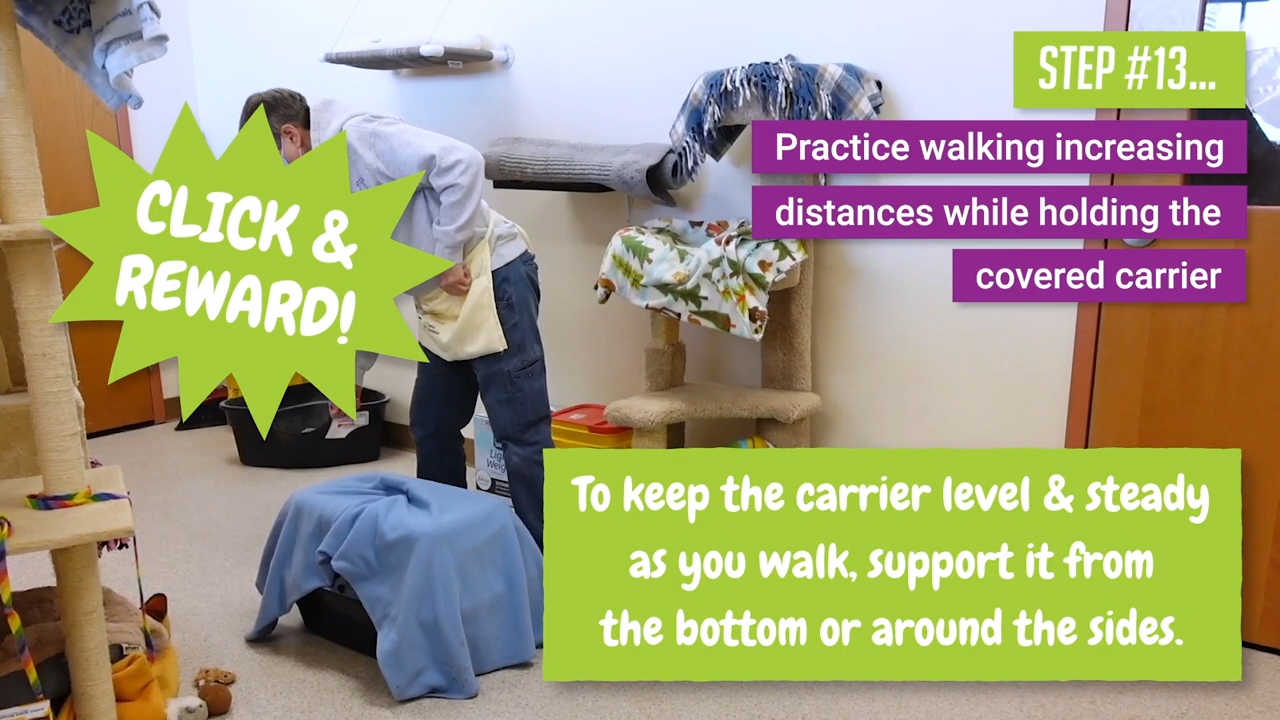 STEP #13...
Practice walking increasing
distances while holding the
covered carrier
CLICK &
REWARD!
To keep the carrier level & steady
as you walk, support it from
the bottom or around the sides.